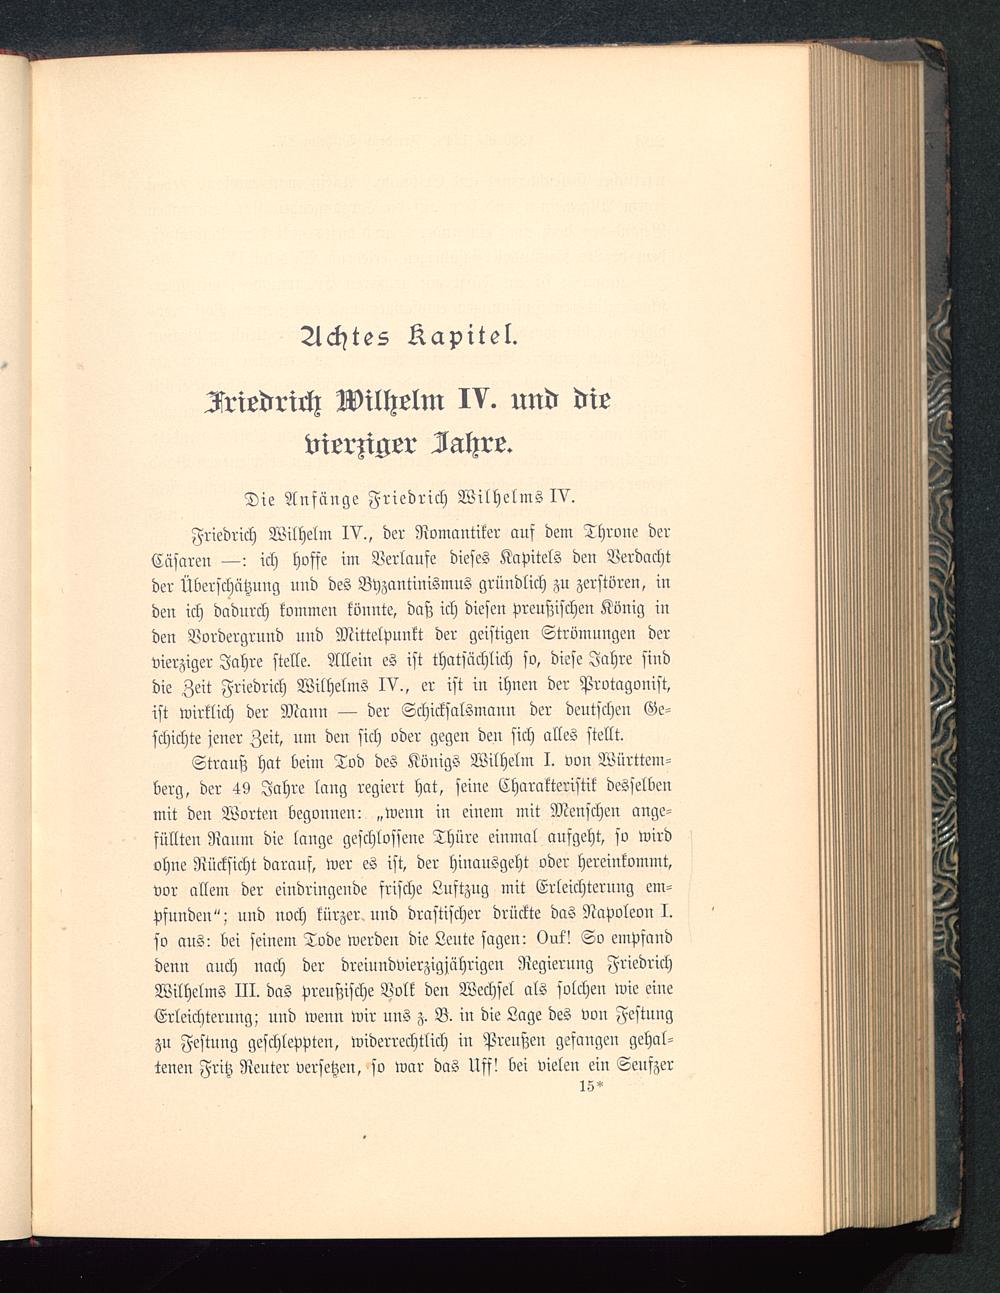 Achtes Kapitel.
Friedrich Wilhelm IV. und die
vierziger Jahre.
Die Anfänge Friedrich Wilhelms IV.
Friedrich Wilhelm IV., der Romantiker auf dem Throne der
Cäsaren —: ich hoffe im Verlaufe dieses Kapitels den Verdacht
der Überschätzung und des Byzantinismus gründlich zu zerstören, in
den ich dadurch kommen könnte, daß ich diesen preußischen König in
den Vordergrund und Mittelpunkt der geistigen Strömungen der
vierziger Jahre stelle. Allein es ist thatsächlich so, diese Jahre sind
die Zeit Friedrich Wilhelms IV., er ist in ihnen der Protagonist,
ist wirklich der Mann — der Schicksalsmann der deutschen Ge-
schichte jener Zeit, um den sich oder gegen den sich alles stellt.
Strauß hat beim Tod des Königs Wilhelm I. von Württem-
berg, der 49 Jahre lang regiert hat, seine Charakteristik desselben
mit den Worten begonnen: „wenn in einem mit Menschen ange-
füllten Raum die lange geschlossene Thüre einmal aufgeht, so wird
ohne Rücksicht darauf, wer es ist, der hinausgeht oder hereinkommt,
vor allem der eindringende frische Luftzug mit Erleichterung em-
pfunden“; und noch kürzer und drastischer drückte das Napoleon I.
so aus: bei seinem Tode werden die Leute sagen: Ouf! So empfand
denn auch nach der dreiundvierzigjährigen Regierung Friedrich
Wilhelms III. das preußische Volk den Wechsel als solchen wie eine
Erleichterung; und wenn wir uns z. B. in die Lage des von Festung
zu Festung geschleppten, widerrechtlich in Preußen gefangen gehal-
tenen Fritz Reuter versetzen, so war das Uff! bei vielen ein Seufzer
15*